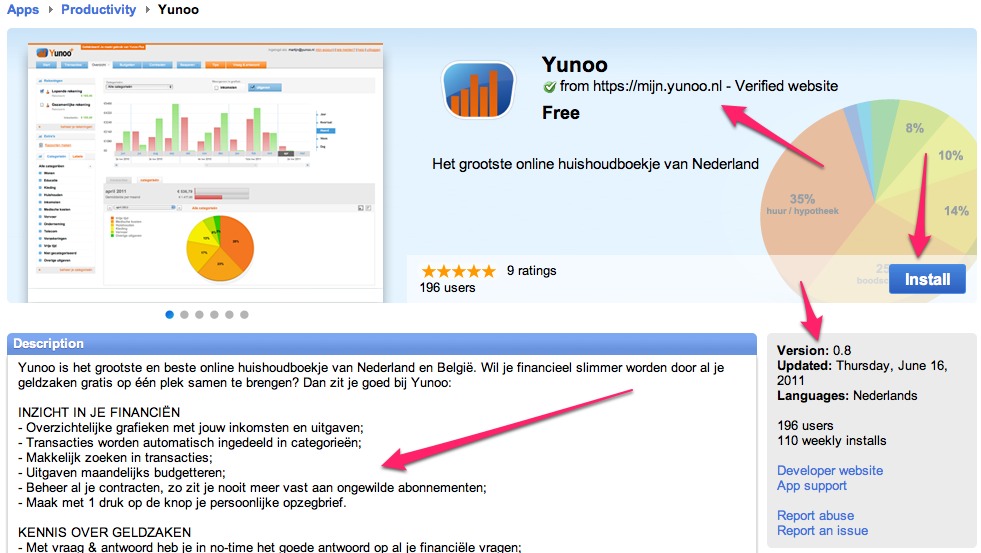 Apps › Productivity › Yunoo
Yunoo
from https://mijn.yunoo.nl - Verified website
Free
Het grootste online huishoudboekje van Nederland
8%
10%
35%
huur / hypotheek
14%
9 ratings
196 users
Install
Description
Yunoo is het grootste en beste online huishoudboekje van Nederland en België. Wil je financieel slimmer worden door al je
geldzaken gratis op één plek samen te brengen? Dan zit je goed bij Yunoo:
INZICHT IN JE FINANCIËN
- Overzichtelijke grafieken met jouw inkomsten en uitgaven;
- Transacties worden automatisch ingedeeld in categorieën;
- Makkelijk zoeken in transacties;
- Uitgaven maandelijks budgetteren;
- Beheer al je contracten, zo zit je nooit meer vast aan ongewilde abonnementen;
- Maak met 1 druk op de knop je persoonlijke opzegbrief.
KENNIS OVER GELDZAKEN
- Met vraag & antwoord heb je in no-time het goede antwoord op al je financiële vragen;
Version: 0.8
Updated: Thursday, June 16,
2011
Languages: Nederlands
196 users
110 weekly installs
Developer website
App support
Report abuse
Report an issue